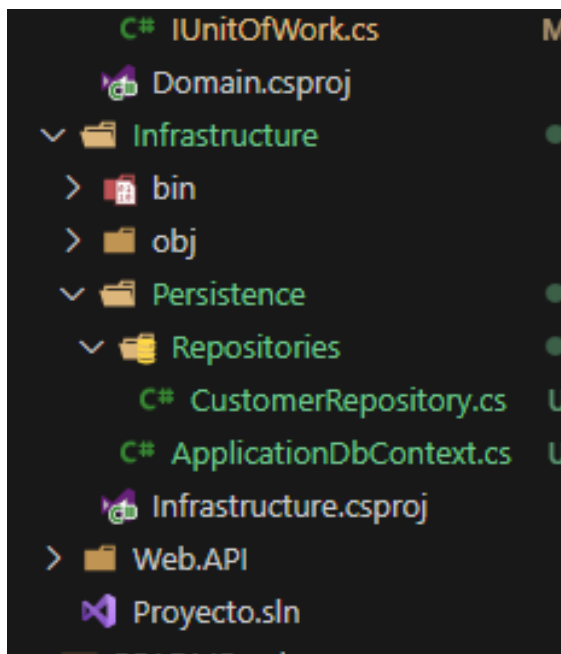 C# IUnitOfWork.cs M
Domain.csproj
Infrastructure
bin
obj
Persistence
Repositories
C# CustomerRepository.cs U
C# ApplicationDbContext.cs U
Infrastructure.csproj
Web.API
Proyecto.sln